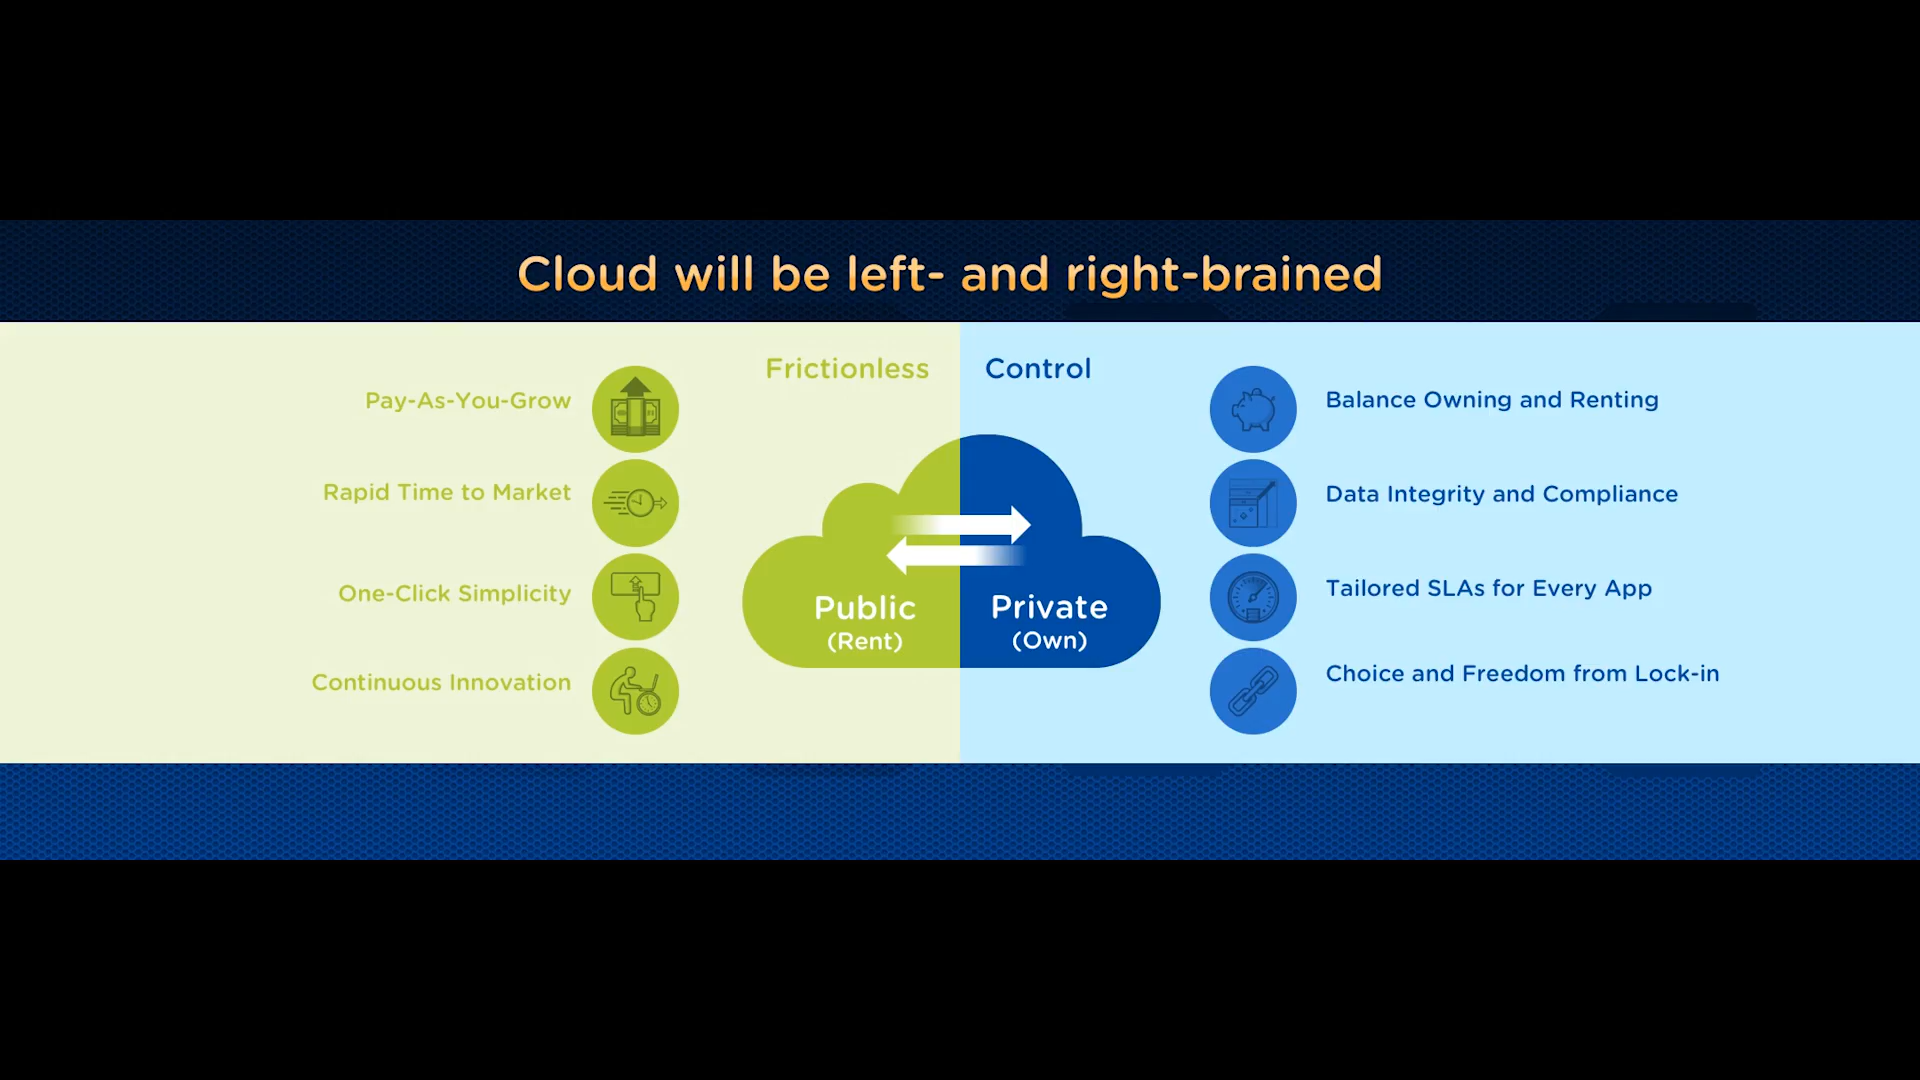 Cloud will be left- and right-brained
Frictionless
Pay-As-You-Grow
Rapid Time to Market
One-Click Simplicity
Continuous Innovation
Public
(Rent)
Control
Private
(Own)
Balance Owning and Renting
Data Integrity and Compliance
Tailored SLAs for Every App
Choice and Freedom from Lock-in